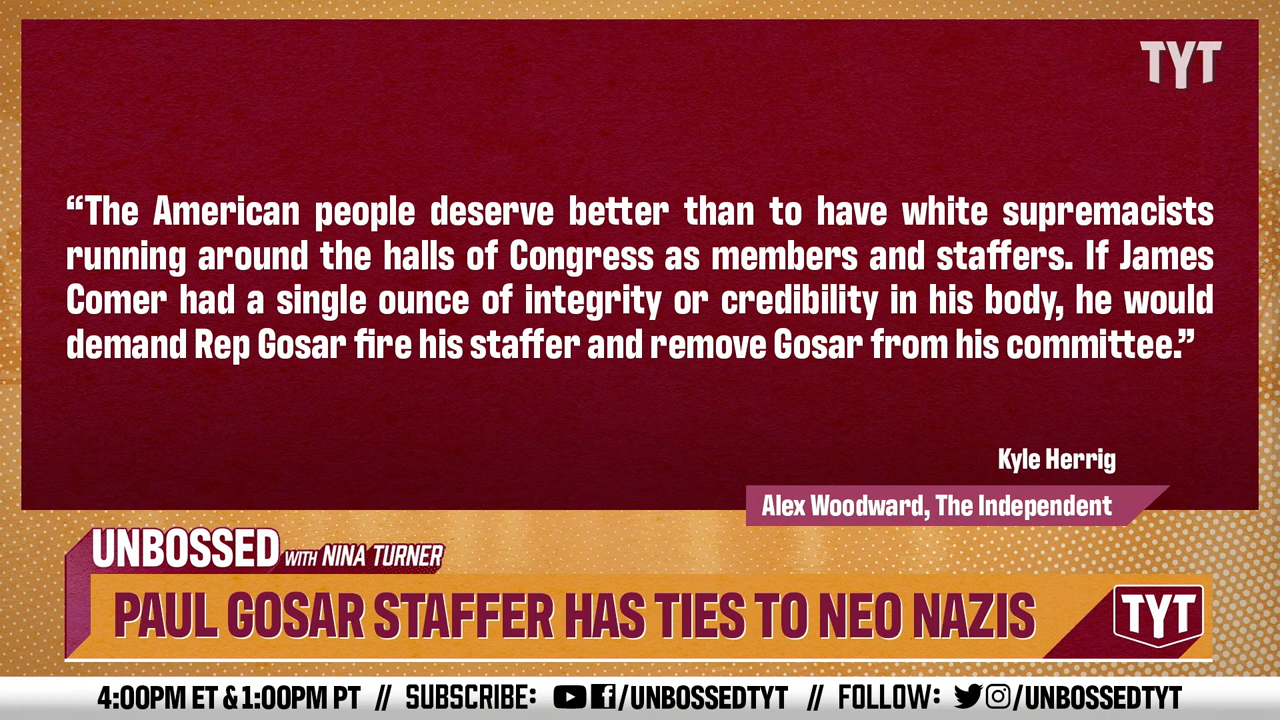 TYT
“The American people deserve better than to have white supremacists
running around the halls of Congress as members and staffers. If James
Comer had a single ounce of integrity or credibility in his body, he would
demand Rep Gosar fire his staffer and remove Gosar from his committee.”
Kyle Herrig
Alex Woodward, The Independent
UNBOSSED WITH NINA TURNER
PAUL GOSAR STAFFER HAS TIES TO NEO NAZIS
TYT
4:00PM ET & 1:00PM PT // SUBSCRIBE: /UNBOSSEDTYT // FOLLOW: /UNBOSSEDTYT